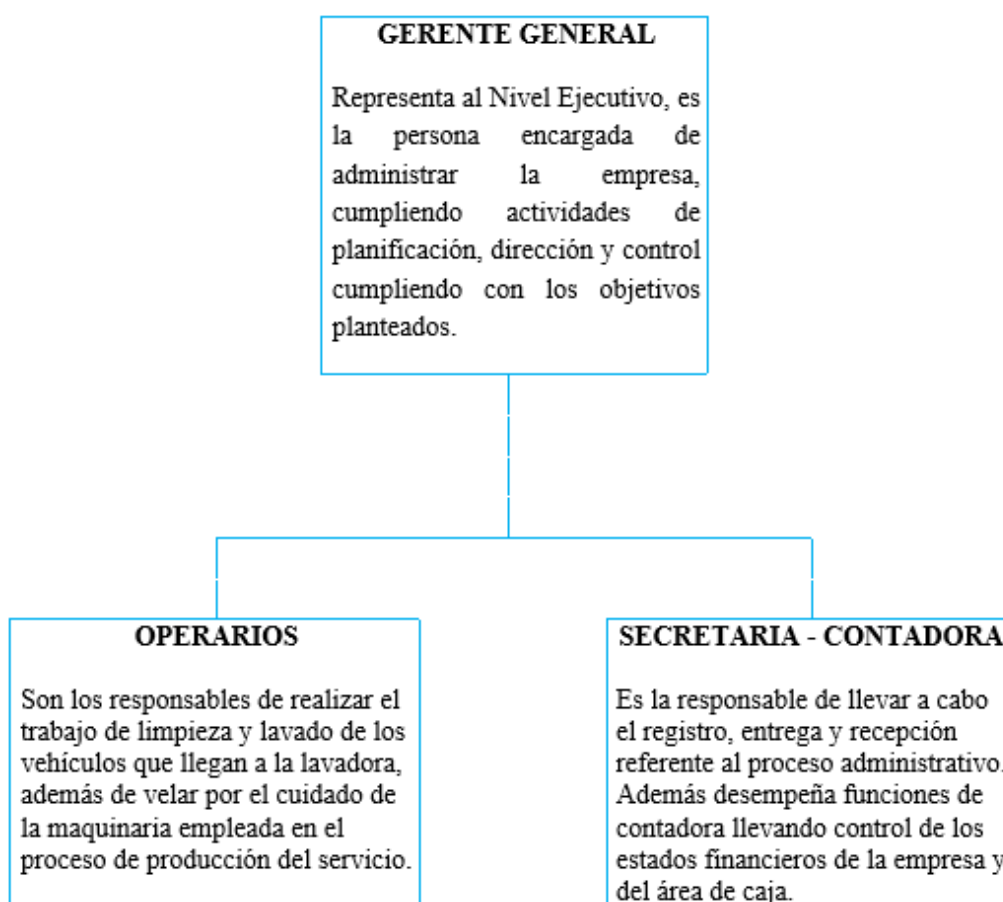 GERENTE GENERAL
Representa al Nivel Ejecutivo, es
la persona encargada de
administrar la empresa,
cumpliendo actividades de
planificación, dirección y control
cumpliendo con los objetivos
planteados.
OPERARIOS
Son los responsables de realizar el
trabajo de limpieza y lavado de los
vehículos que llegan a la lavadora,
además de velar por el cuidado de
la maquinaria empleada en el
proceso de producción del servicio.
SECRETARIA - CONTADORA
Es la responsable de llevar a cabo
el registro, entrega y recepción
referente al proceso administrativo.
Además desempeña funciones de
contadora llevando control de los
estados financieros de la empresa y
del área de caja.